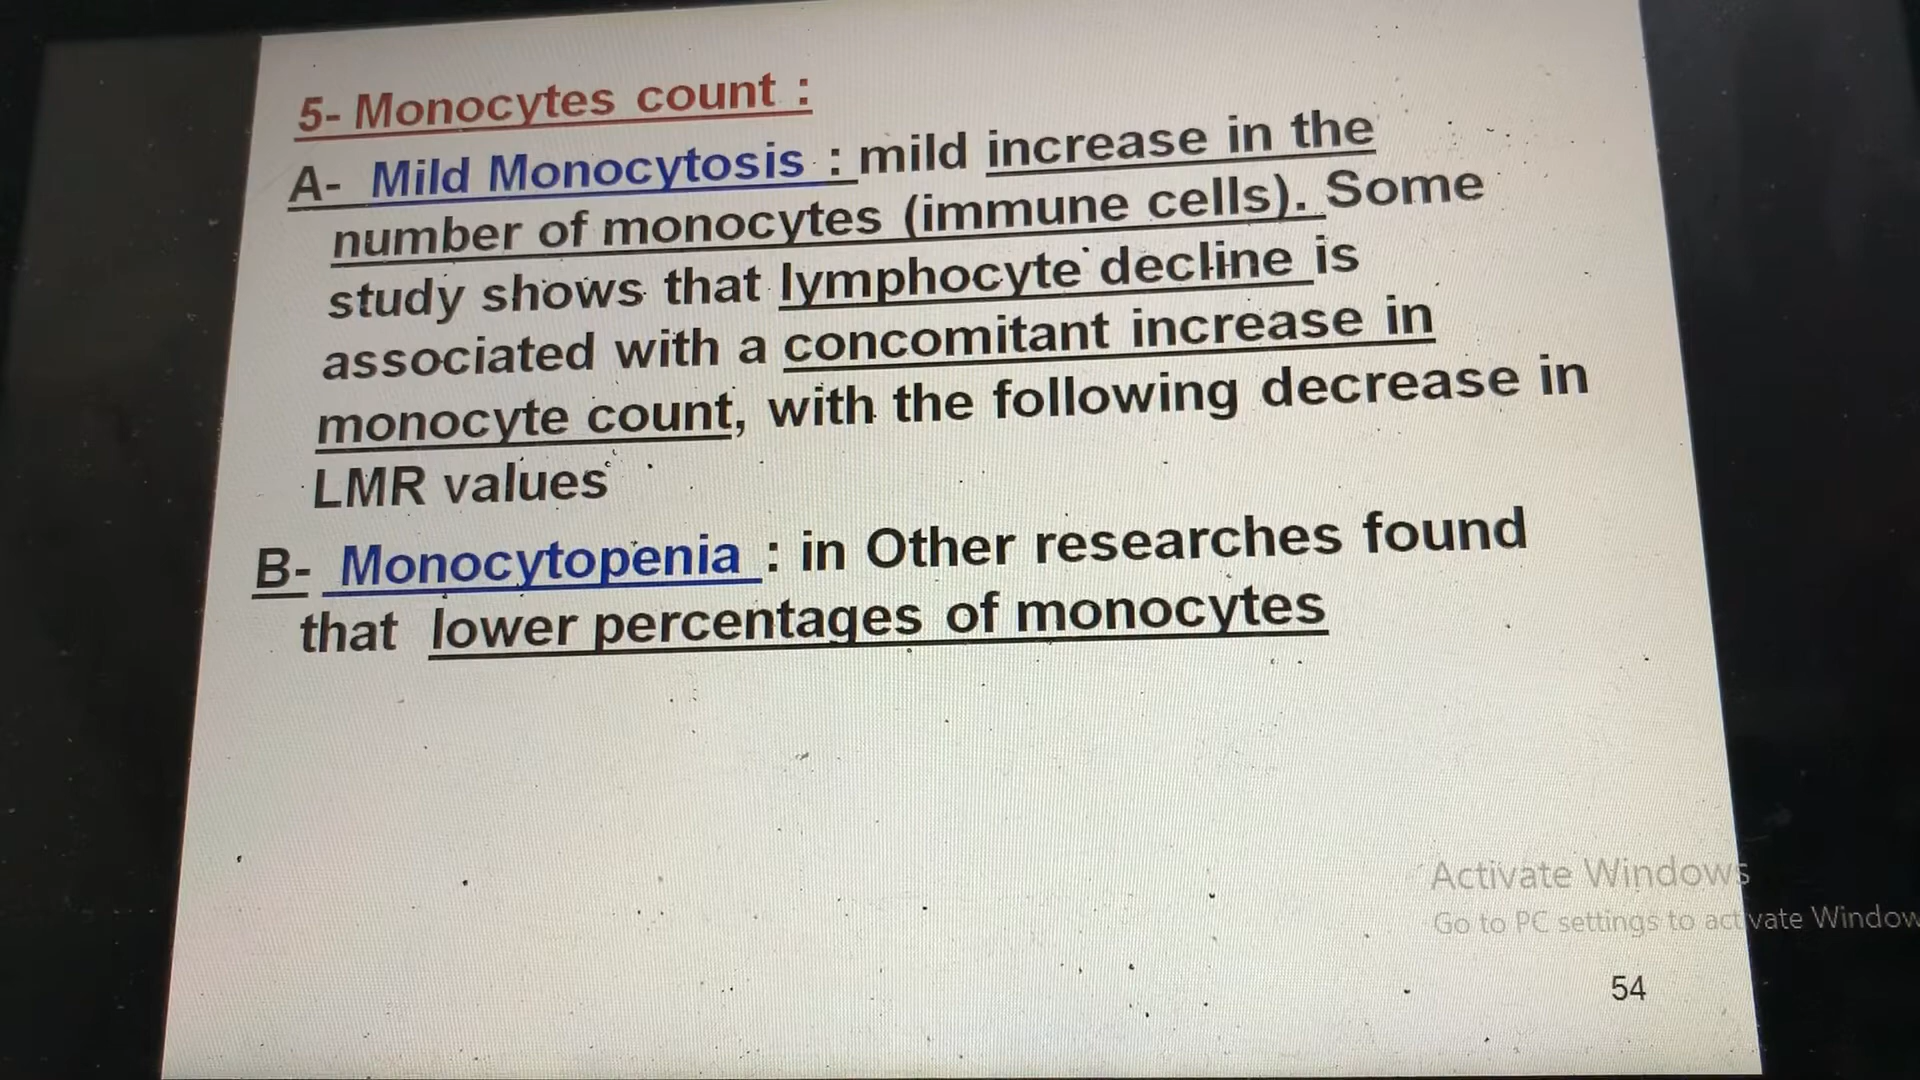 5- Monocytes count :
A- Mild Monocytosis : mild increase in the
number of monocytes (immune cells). Some
study shows that lymphocyte decline is
associated with a concomitant increase in
monocyte count, with the following decrease in
LMR values
B- Monocytopenia : in Other researches found
that lower percentages of monocytes
Activate Windows
Go to PC settings to activate Window
54